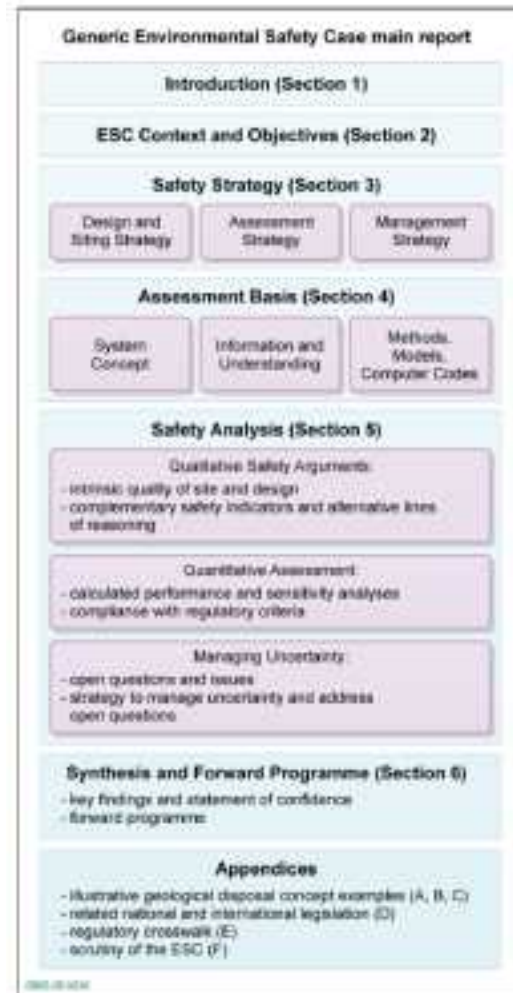 Generic Environmental Safety Case main report
Introduction (Section 1)
ESC Context and Objectives (Section 2)
Safety Strategy (Section 3)
Design and
Siting Strategy
Assessment
Strategy
Management
Strategy
Assessment Basis (Section 4)
System
Concept
Information and
Understanding
Methods,
Models,
Computer Codes
Safety Analysis (Section 5)
Qualitative Safety Arguments
- intrinsic quality of site and design
- complementary safety indicators and alternative lines
of reasoning
Quantitative Assessment
- calculated performance and sensitivity analyses
- compliance with regulatory criteria
Managing Uncertainty
- open questions and issues
- strategy to manage uncertainty and address
open questions
Synthesis and Forward Programme (Section 6)
- key findings and statement of confidence
- forward programme
Appendices
- illustrative geological disposal concept examples (A, B, C)
- related national and international legislation (D)
- regulatory crosswalk (E)
- scrutiny of the ESC (F)